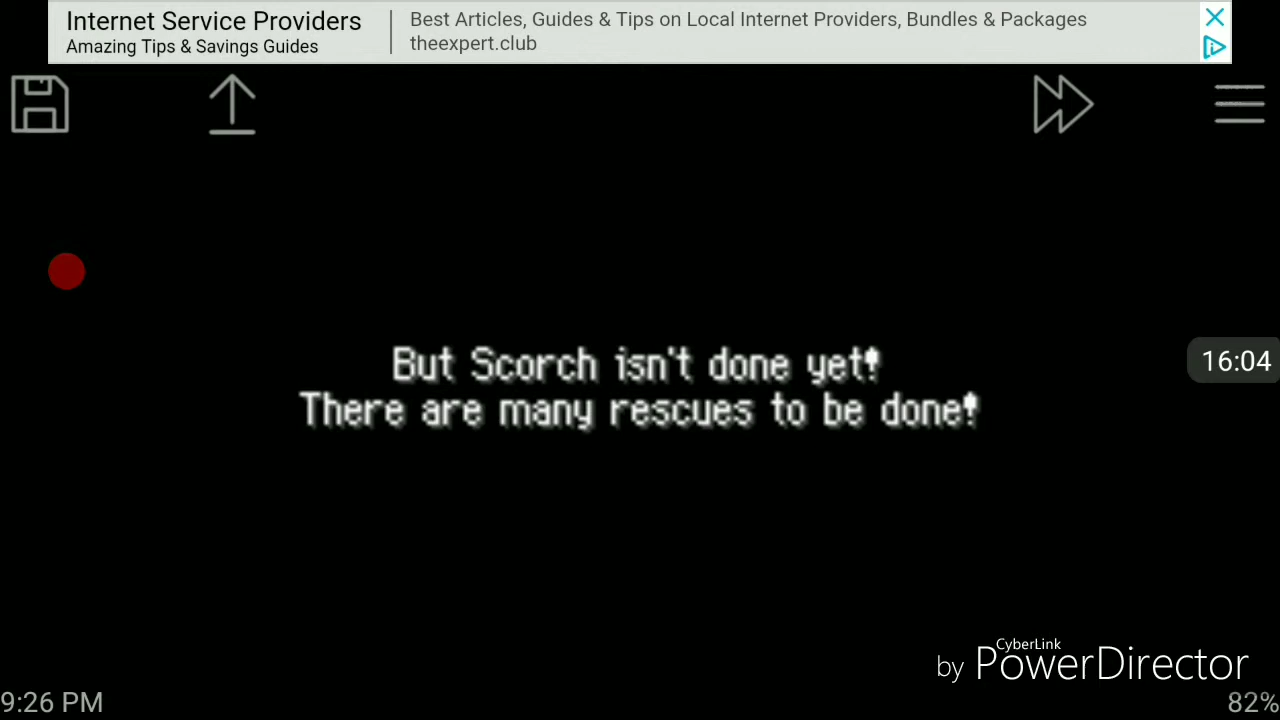 Internet Service Providers
Amazing Tips & Savings Guides
Best Articles, Guides & Tips on Local Internet Providers, Bundles & Packages
theexpert.club
But Scorch isn't done yet!
There are many rescues to be done!
16:04
CyberLink
by PowerDirector
9:26 PM
82%